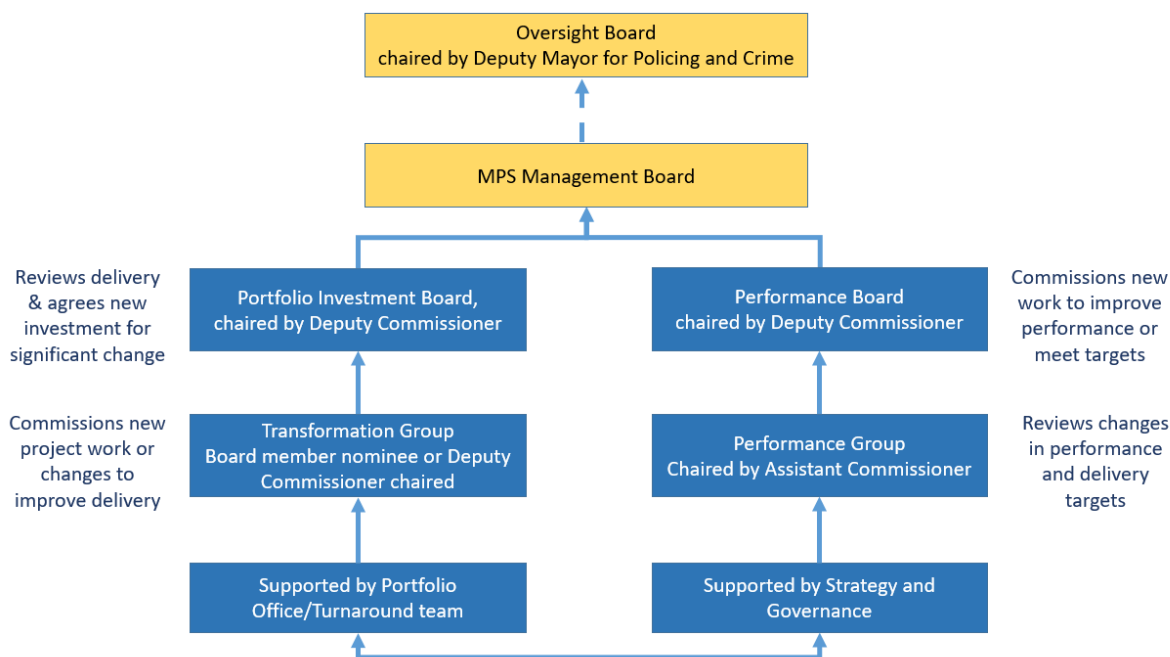 Oversight Board
chaired by Deputy Mayor for Policing and Crime
MPS Management Board
Reviews delivery
& agrees new
investment for
significant change
Portfolio Investment Board,
chaired by Deputy Commissioner
Performance Board
chaired by Deputy Commissioner
Commissions new
work to improve
performance or
meet targets
Commissions new
project work or
changes to
improve delivery
Transformation Group
Board member nominee or Deputy
Commissioner chaired
Performance Group
Chaired by Assistant Commissioner
Reviews changes
in performance
and delivery
targets
Supported by Portfolio
Office/Turnaround team
Supported by Strategy and
Governance